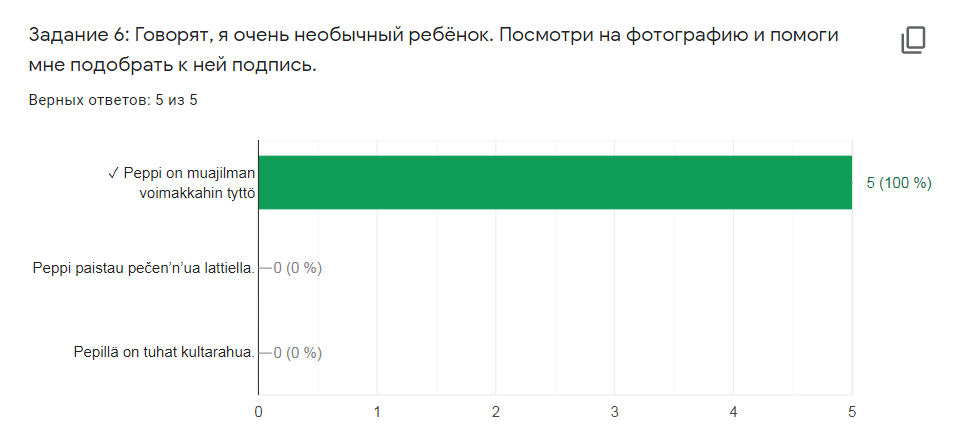 Задание 6: Говорят, я очень необычный ребёнок. Посмотри на фотографию и помоги
мне подобрать к ней подпись.
Верных ответов: 5 из 5
✓ Peppi on muajilman
voimakkahin tyttö
5 (100 %)
Peppi paistau pečen’n’ua lattiella.
0 (0 %)
Pepillä on tuhat kultarahua.
0 (0 %)
0 1 2 3 4 5